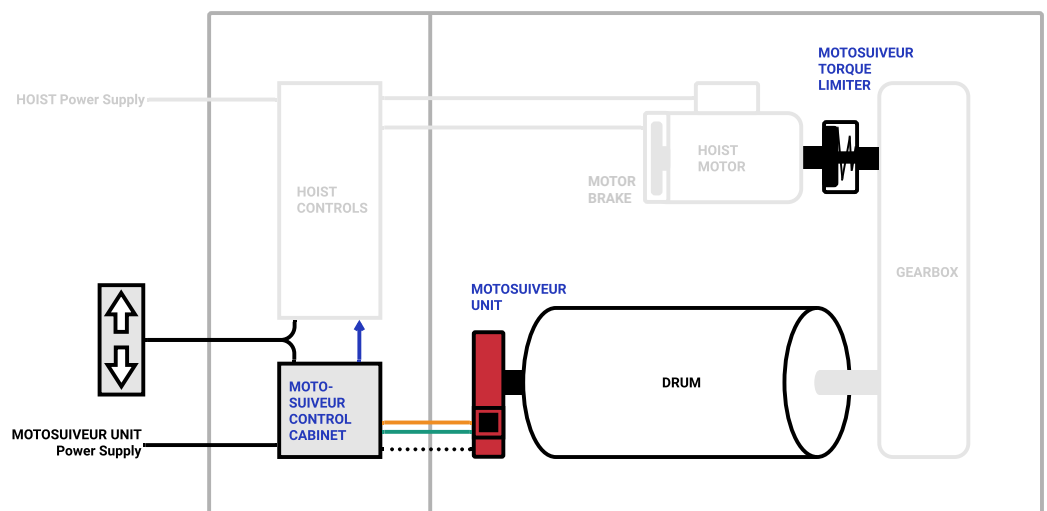 MOTOSUIVEUR
TORQUE
LIMITER
HOIST Power Supply
HOIST
MOTOR
MOTOR
BRAKE
HOIST
CONTROLS
GEARBOX
MOTOSUIVEUR
UNIT
DRUM
MOTO-
SUIVEUR
CONTROL
CABINET
MOTOSUIVEUR UNIT
Power Supply